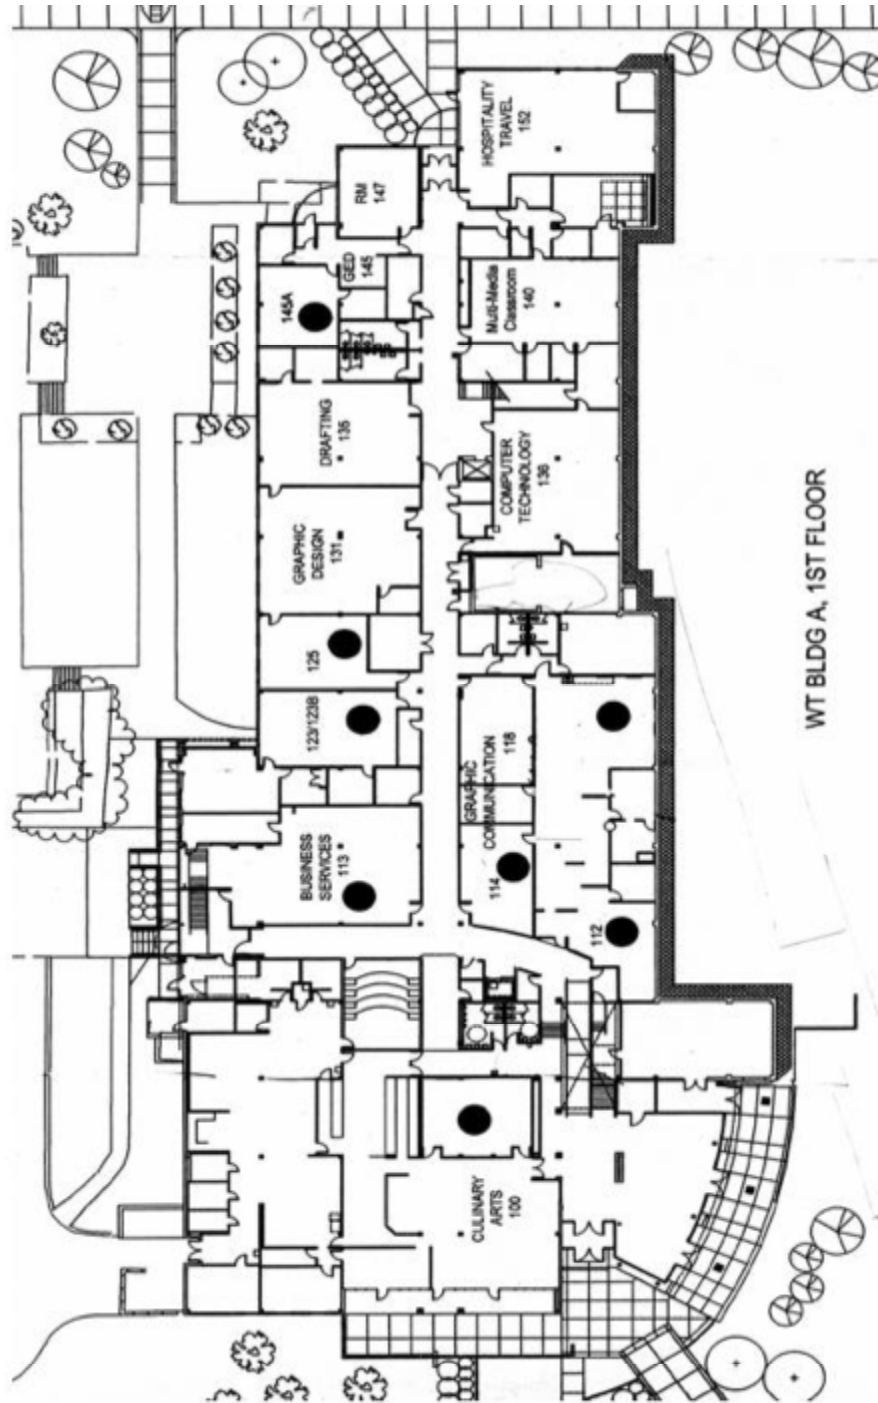 HOSPITALITY
TRAVEL
152
RM
147
GED
145
145A
Muti-Media
Classroom
140
DRAFTING
135
COMPUTER
TECHNOLOGY
136
GRAPHIC
DESIGN
131
125
123/123B
118
GRAPHIC
COMMUNICATION
BUSINESS
SERVICES
113
114
112
CULINARY
ARTS
100
WT BLDG A, 1ST FLOOR